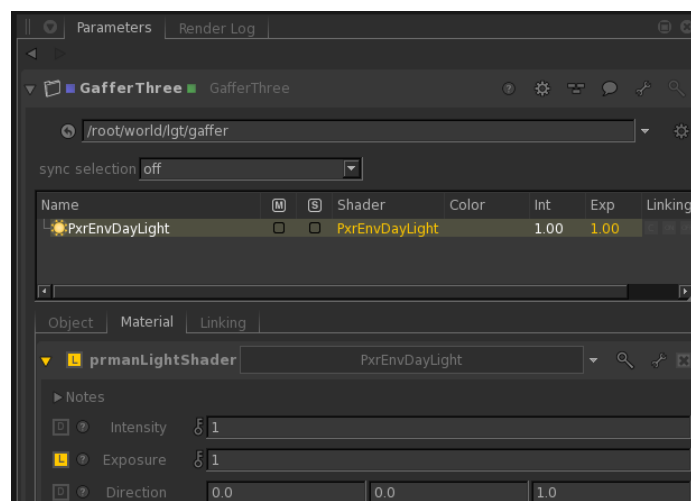 Parameters Render Log
GafferThree GafferThree
/root/world/lgt/gaffer
sync selection off
Name M S Shader Color Int Exp Linking
PxrEnvDayLight PxrEnvDayLight 1.00 1.00
Object Material Linking
L prmanLightShader PxrEnvDayLight
Notes
D ? Intensity 1
L ? Exposure 1
D ? Direction 0.0 0.0 1.0